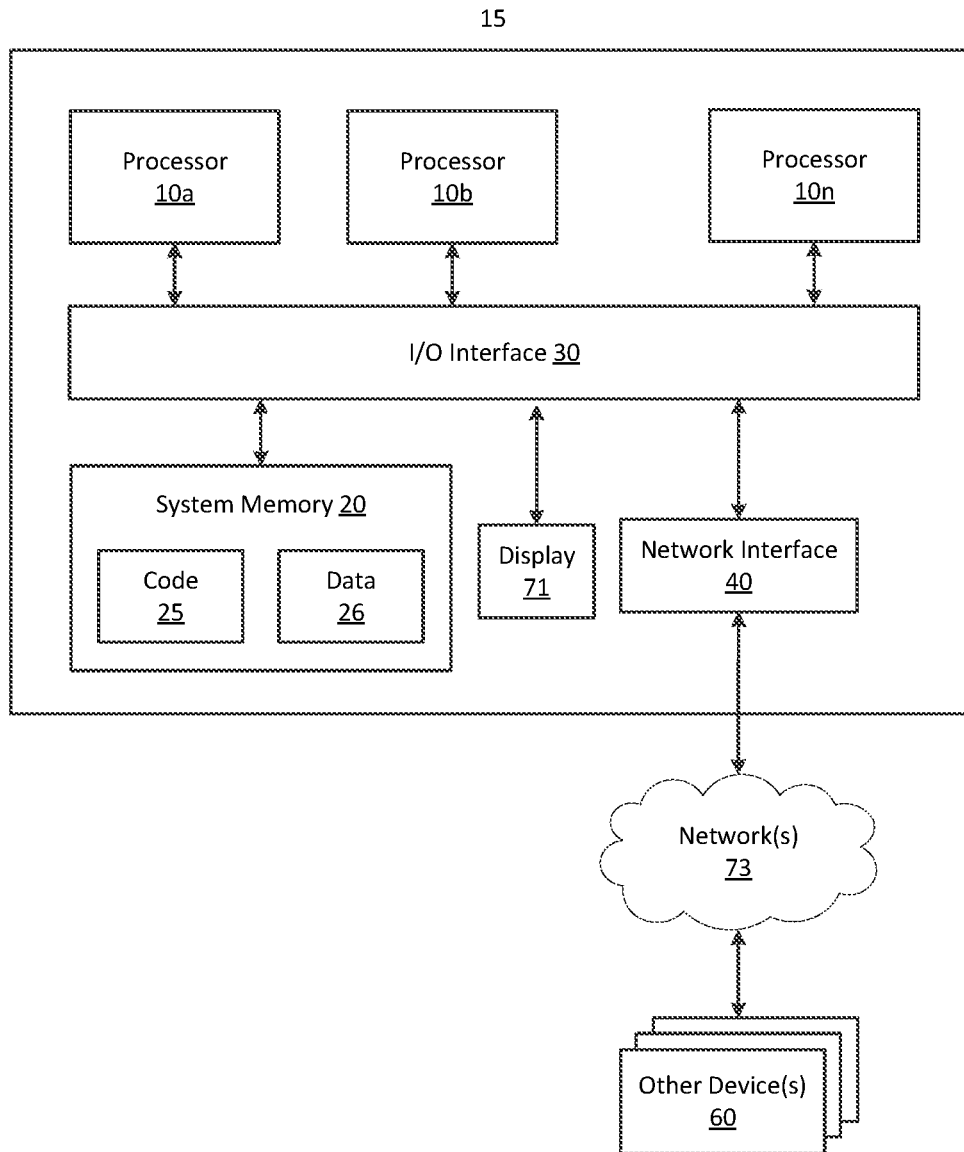 15
Processor
10a
Processor
10b
Processor
10n
I/O Interface 30
System Memory 20
Code
25
Data
26
Display
71
Network Interface
40
Network(s)
73
Other Device(s)
60